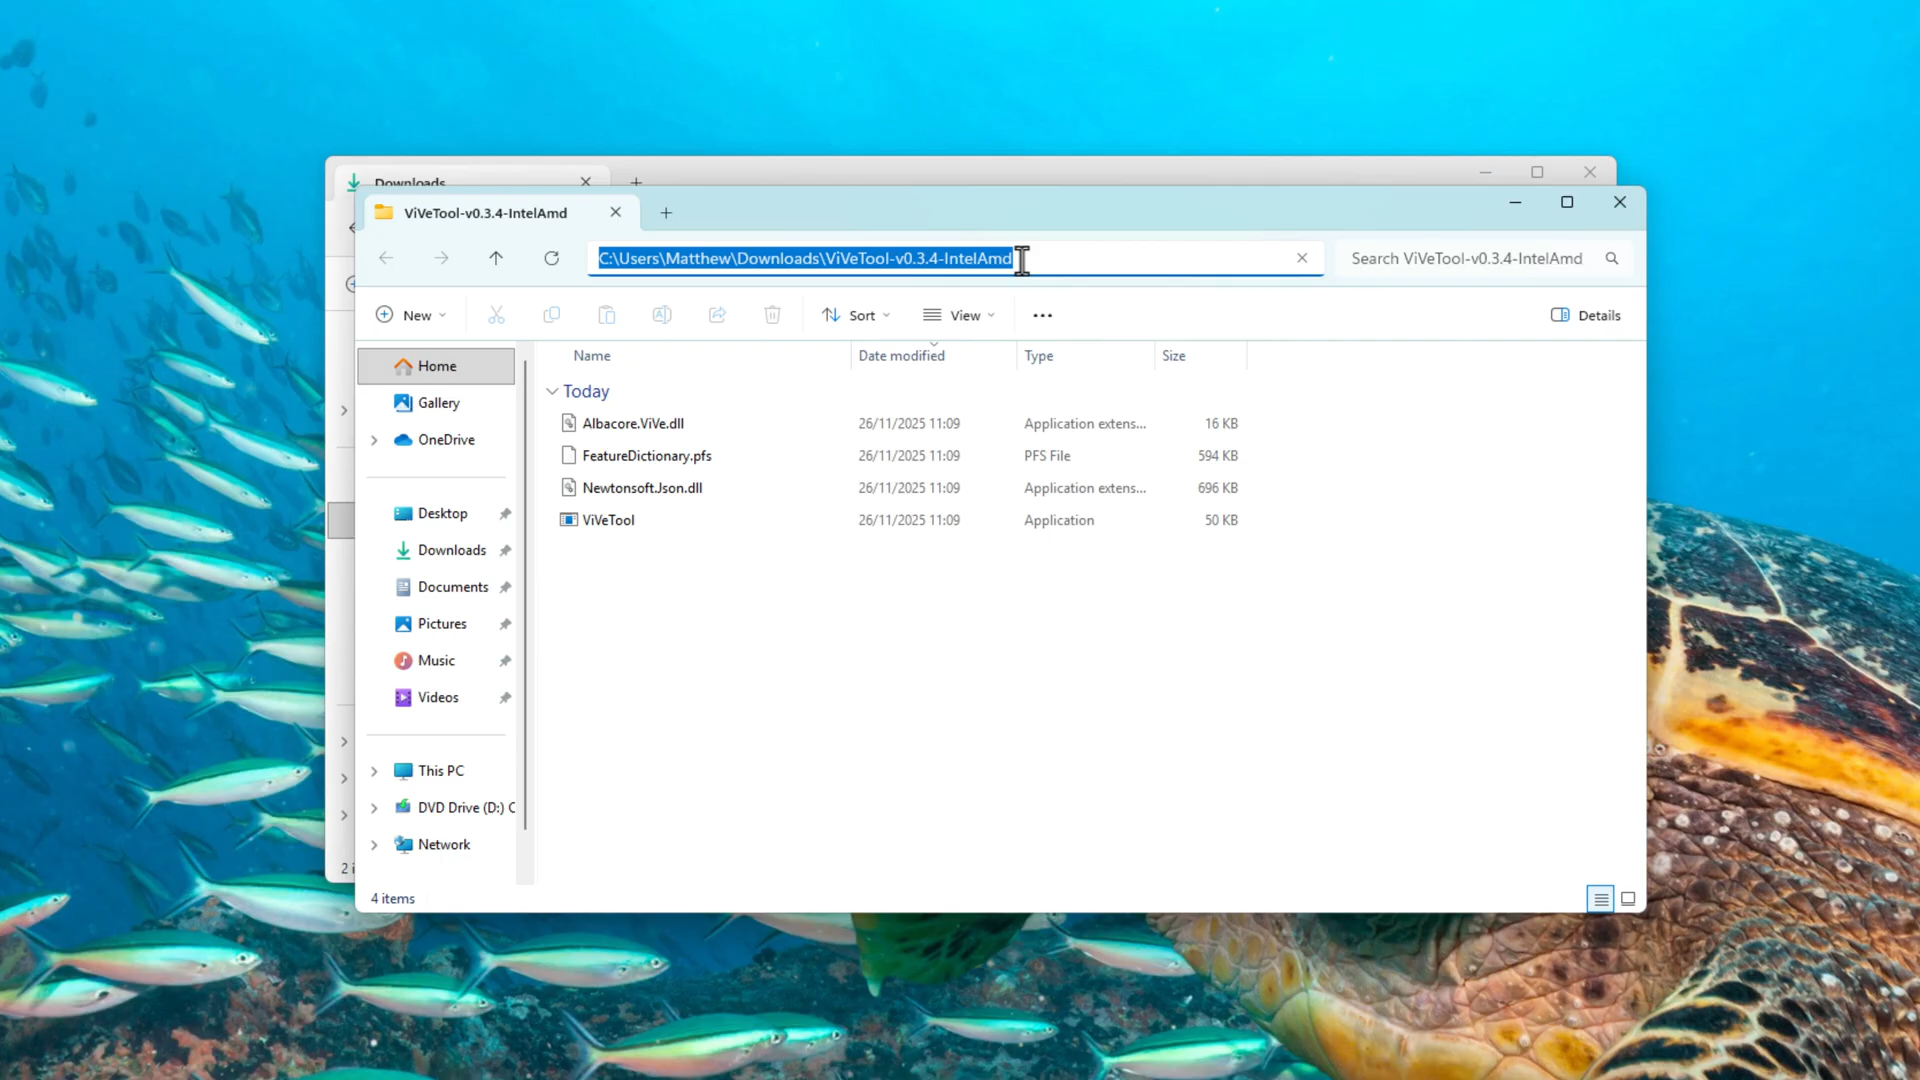 Downloads
ViVeTool-v0.3.4-IntelAmd
C:\Users\Matthew\Downloads\ViVeTool-v0.3.4-IntelAmd
Search ViVeTool-v0.3.4-IntelAmd
New
Sort
View
Details
Name Date modified Type Size
Today
Albacore.ViVe.dll 26/11/2025 11:09 Application extens... 16 KB
FeatureDictionary.pfs 26/11/2025 11:09 PFS File 594 KB
Newtonsoft.Json.dll 26/11/2025 11:09 Application extens... 696 KB
ViVeTool 26/11/2025 11:09 Application 50 KB
Home
Gallery
OneDrive
Desktop
Downloads
Documents
Pictures
Music
Videos
This PC
DVD Drive (D:) C
Network
2 i
4 items